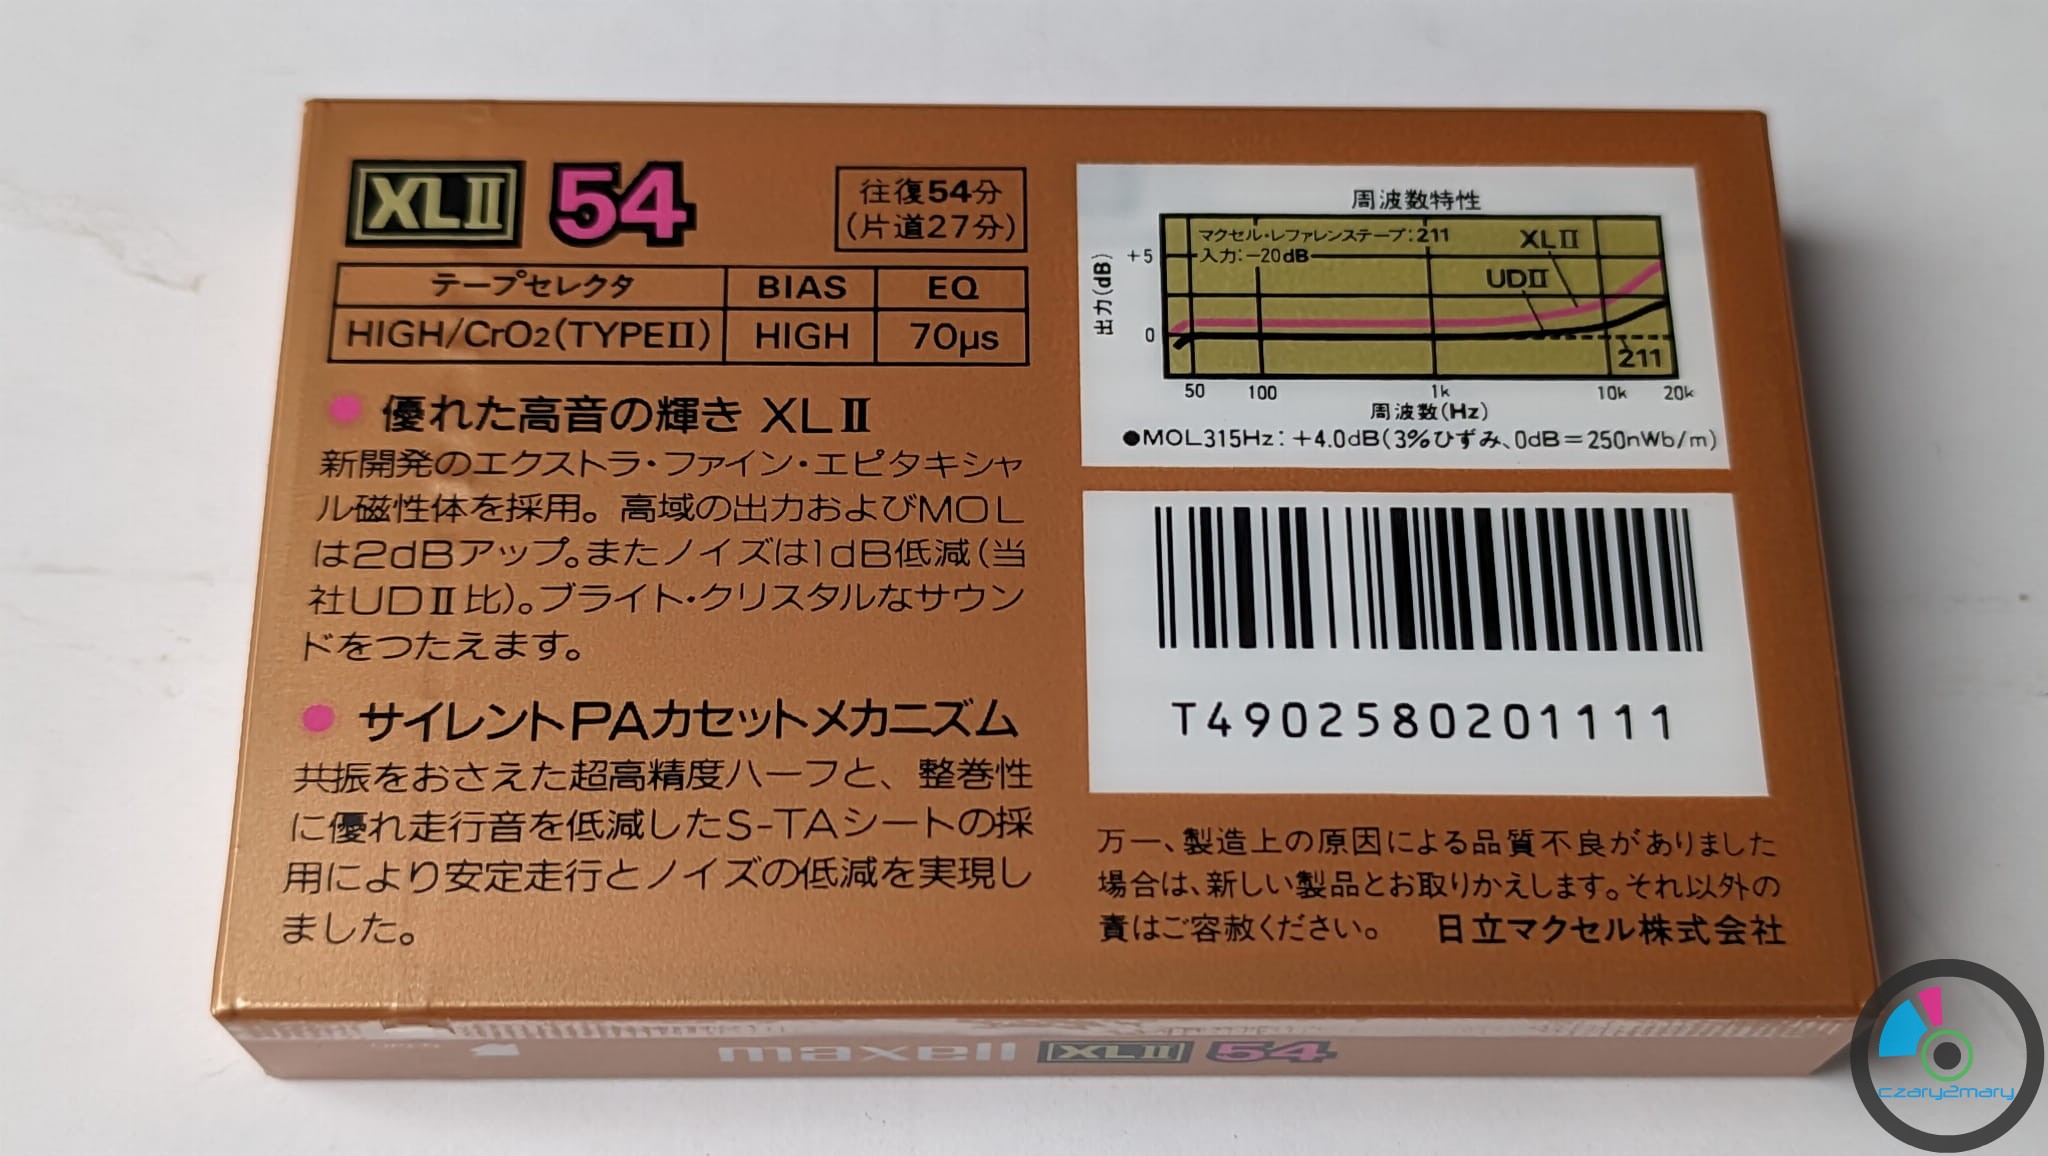 XLⅡ 54
往復54分
(片道27分)
テープセレクタ BIAS EQ
HIGH/CrO2(TYPEⅡ) HIGH 70μs
● 優れた高音の輝き XLⅡ
新開発のエクストラ・ファイン・エピタキシャ
ル磁性体を採用。高域の出力およびMOL
は2dBアップ。またノイズは1dB低減(当
社UDⅡ比)。ブライト・クリスタルなサウン
ドをつたえます。
● サイレントPAカセットメカニズム
共振をおさえた超高精度ハーフと、整巻性
に優れ走行音を低減したS-TAシートの採
用により安定走行とノイズの低減を実現し
ました。
周波数特性
マクセル・レファレンステープ:211
入力:-20dB
XLⅡ
UDⅡ
211
出力(dB)
+5
0
50 100 1k 10k 20k
周波数(Hz)
●MOL315Hz:+4.0dB(3%ひずみ、0dB=250nWb/m)
T4902580201111
万一、製造上の原因による品質不良がありました
場合は、新しい製品とお取りかえします。それ以外の
責はご容赦ください。 日立マクセル株式会社
maxell XLⅡ 54
czary2mary